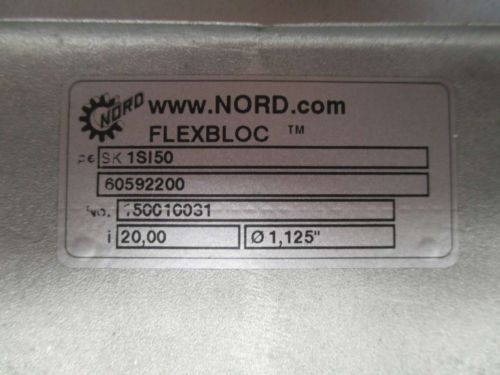 NORD www.NORD.com
FLEXBLOC ™
SK 1SI50
60592200
No. 150010031
i 20,00 Ø 1,125"